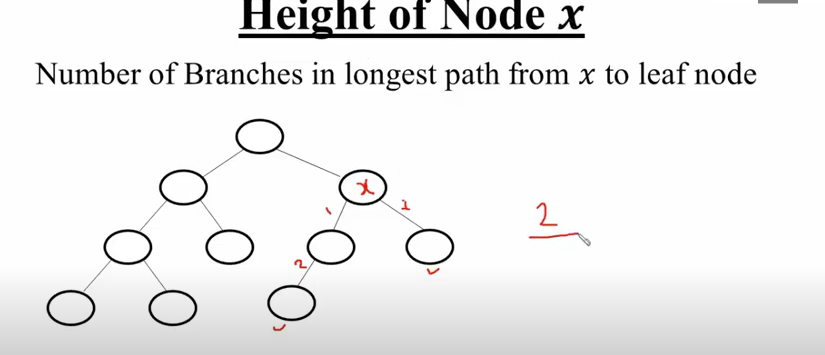 Height of Node x
Number of Branches in longest path from x to leaf node
x
1
1
2
2